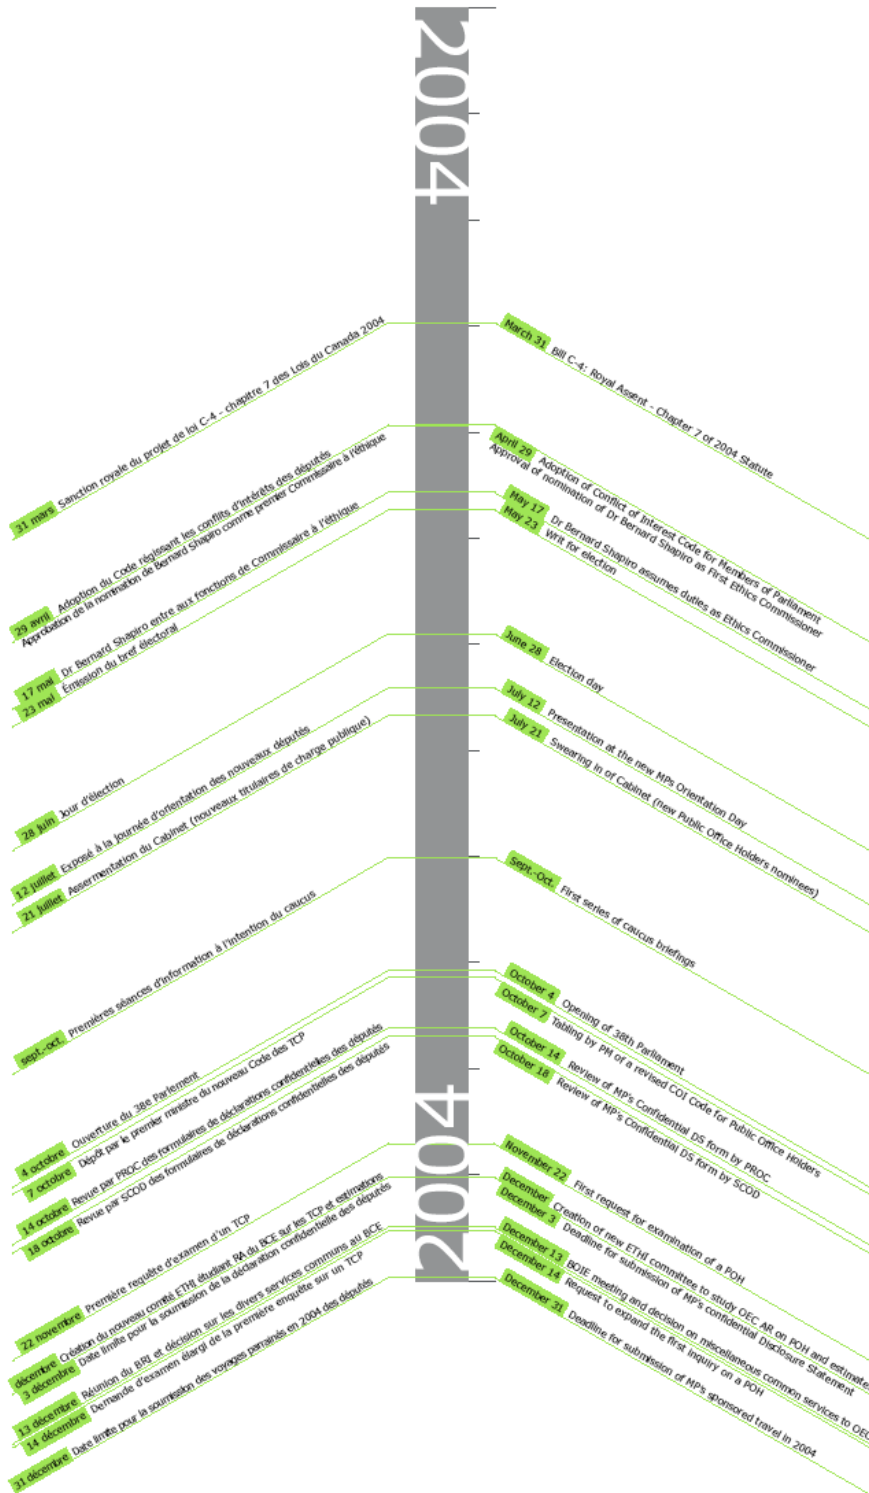 2004
31 mars Sanction royale du projet de loi C-4 - chapitre 7 des Lois du Canada 2004
29 avril Adoption du Code régissant les conflits d'intérêts des députés
Approbation de la nomination de Bernard Shapiro comme premier Commissaire à l'éthique
17 mai Dr Bernard Shapiro entre aux fonctions de Commissaire à l'éthique
23 mai Émission du bref électoral
28 juin Jour d'élection
12 juillet Exposé à la journée d'orientation des nouveaux députés
21 juillet Assermentation du Cabinet (nouveaux titulaires de charge publique)
sept.-oct. Premières séances d'information à l'intention du caucus
4 octobre Ouverture du 38e Parlement
7 octobre Dépôt par le premier ministre du nouveau Code des TCP
14 octobre Revue par PROC des formulaires de déclarations confidentielles des députés
18 octobre Revue par SCOD des formulaires de déclarations confidentielles des députés
22 novembre Première requête d'examen d'un TCP
décembre Création du nouveau comité ETHI étudiant RA du BCE sur les TCP et estimations
3 décembre Date limite pour la soumission de la déclaration confidentielle des députés
13 décembre Réunion du BRI et décision sur les divers services communs au BCE
14 décembre Demande d'examen élargi de la première enquête sur un TCP
31 décembre Date limite pour la soumission des voyages parrainés en 2004 des députés
March 31 Bill C-4: Royal Assent - Chapter 7 of 2004 Statute
April 29 Adoption of Conflict of Interest Code for Members of Parliament
Approval of nomination of Dr Bernard Shapiro as First Ethics Commissioner
May 17 Dr Bernard Shapiro assumes duties as Ethics Commissioner
May 23 Writ for election
June 28 Election day
July 12 Presentation at the new MPs Orientation Day
July 21 Swearing in of Cabinet (new Public Office Holders nominees)
Sept.-Oct. First series of caucus briefings
October 4 Opening of 38th Parliament
October 7 Tabling by PM of a revised COI Code for Public Office Holders
October 14 Review of MP's Confidential DS form by PROC
October 18 Review of MP's Confidential DS form by SCOD
November 22 First request for examination of a POH
December Creation of new ETHI committee to study OEC AR on POH and estimates
December 3 Deadline for submission of MP's confidential Disclosure Statement
December 13 BOIE meeting and decision on miscellaneous common services to OEC
December 14 Request to expand the first inquiry on a POH
December 31 Deadline for submission of MP's sponsored travel in 2004
2004